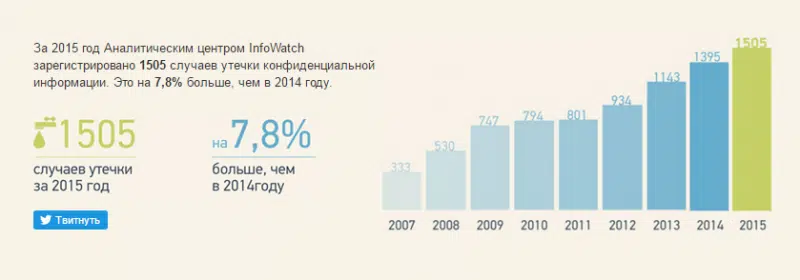 За 2015 год Аналитическим центром InfoWatch
зарегистрировано 1505 случаев утечки конфиденциальной
информации. Это на 7,8% больше, чем в 2014 году.
1505
случаев утечки
за 2015 год
на 7,8%
больше, чем
в 2014году
Твитнуть
333
530
747
794
801
934
1143
1395
1505
2007 2008 2009 2010 2011 2012 2013 2014 2015